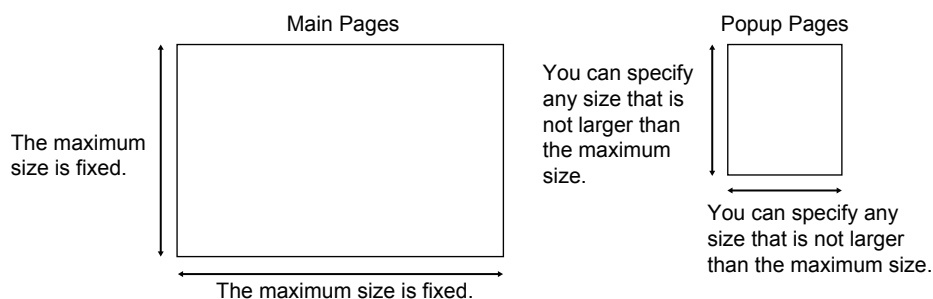 Main Pages
The maximum
size is fixed.
The maximum size is fixed.
Popup Pages
You can specify
any size that is
not larger than
the maximum
size.
You can specify any
size that is not larger
than the maximum size.